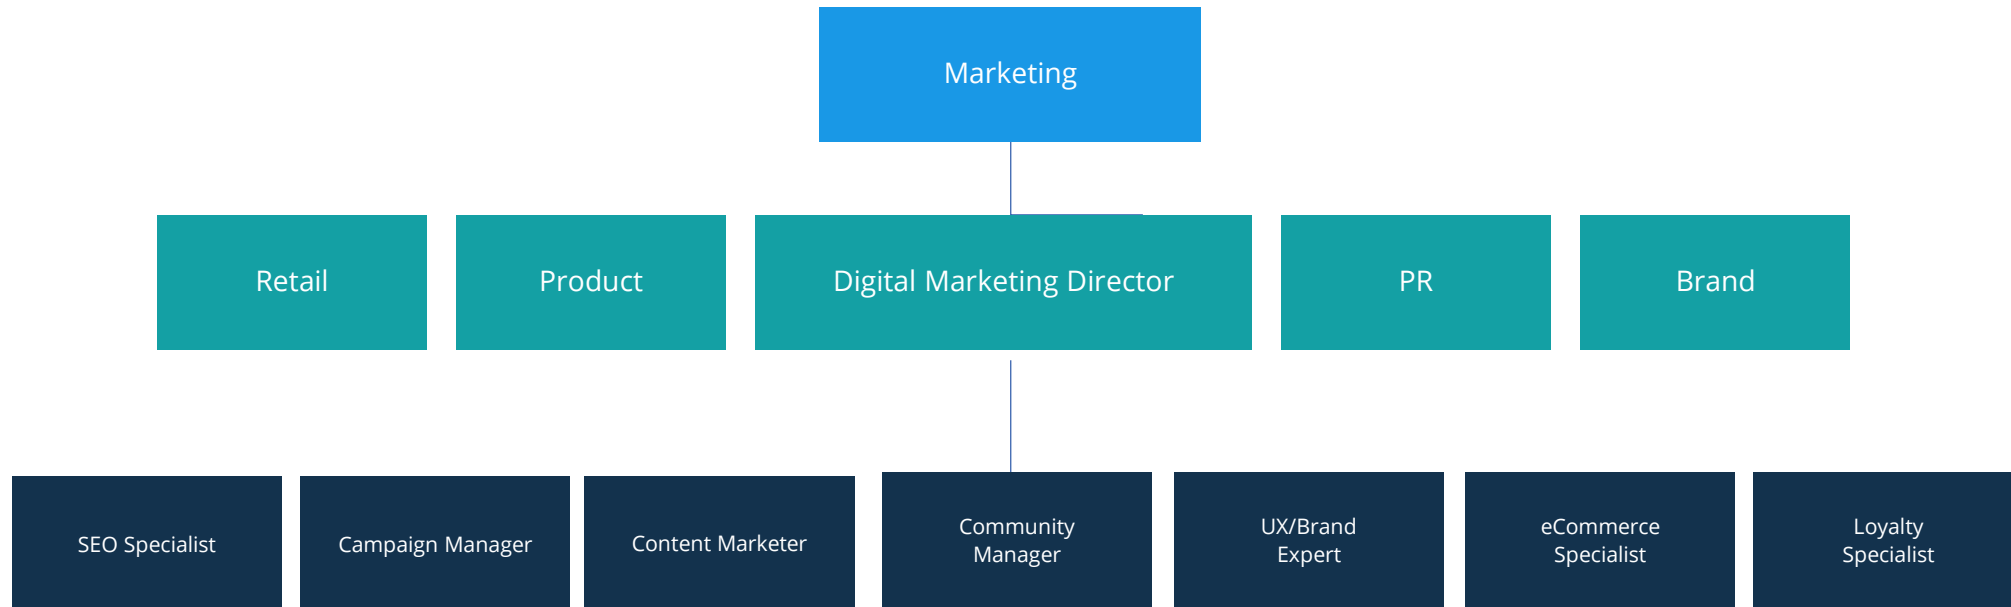 Marketing
Retail
Product
Digital Marketing Director
PR
Brand
SEO Specialist
Campaign Manager
Content Marketer
Community
Manager
UX/Brand
Expert
eCommerce
Specialist
Loyalty
Specialist